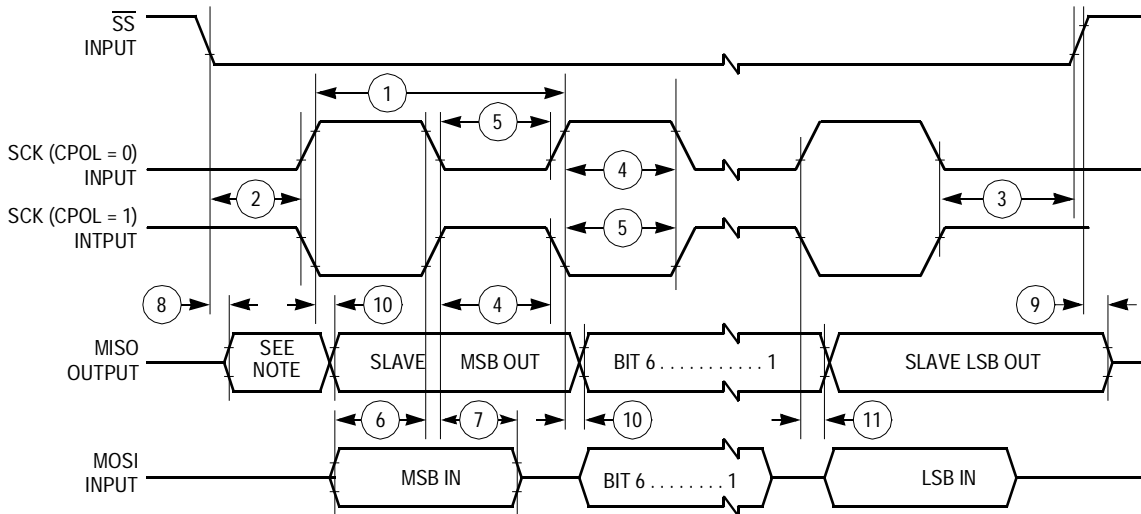 SS
INPUT
1
5
SCK (CPOL = 0)
INPUT
4
2
3
SCK (CPOL = 1)
INTPUT
5
8
10
4
9
MISO
OUTPUT
SEE
NOTE
SLAVE
MSB OUT
BIT 6 . . . . . . . . . . . 1
SLAVE LSB OUT
6
7
10
11
MOSI
INPUT
MSB IN
BIT 6 . . . . . . . . 1
LSB IN